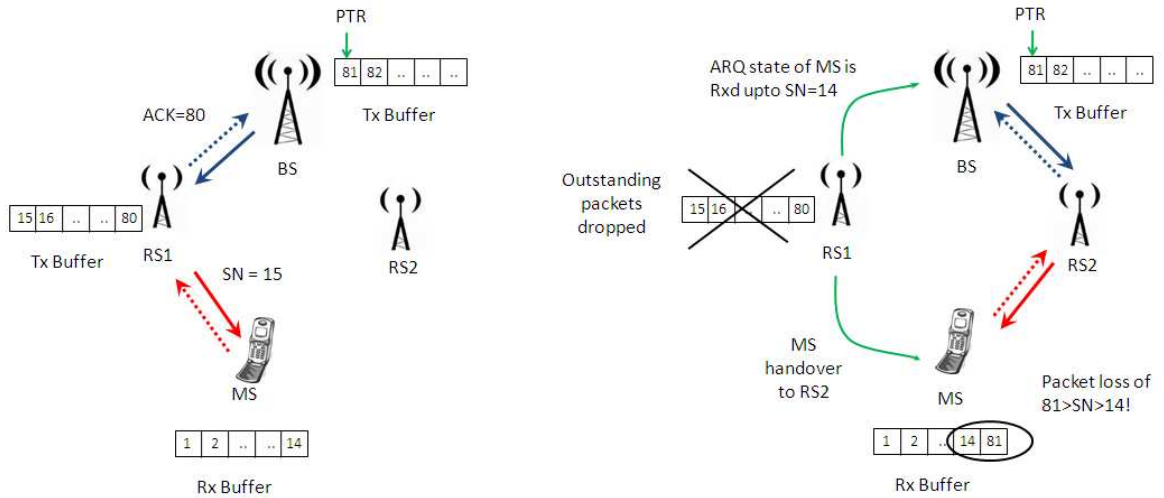 PTR
81 82 .. .. ..
Tx Buffer
ACK=80
BS
15 16 .. .. 80
RS1
Tx Buffer
RS2
SN = 15
MS
1 2 .. .. 14
Rx Buffer
PTR
81 82 .. .. ..
Tx Buffer
ARQ state of MS is
Rxd upto SN=14
BS
Outstanding
packets
dropped
15 16 .. .. 80
RS1
RS2
MS
handover
to RS2
MS
Packet loss of
81>SN>14!
1 2 .. 14 81
Rx Buffer